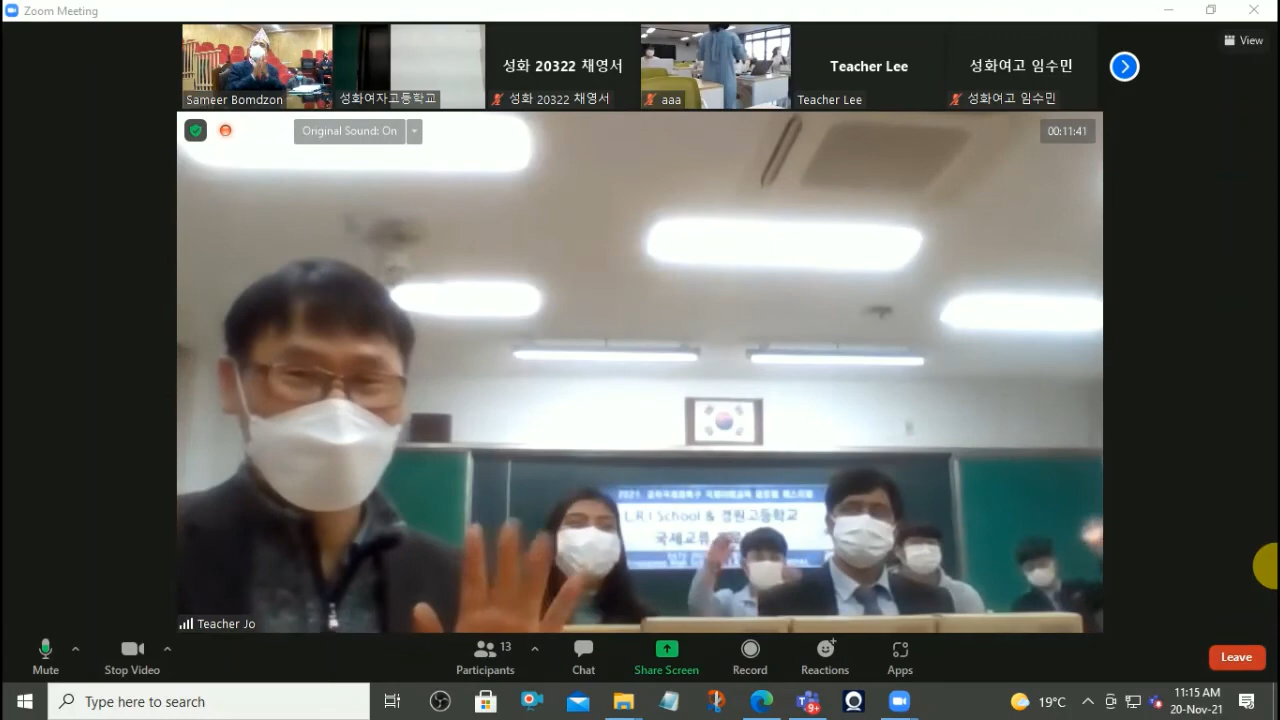 Zoom Meeting
View
성화 20322 채영서
Teacher Lee
성화여고 임수민
Sameer Bomdzon
성화여자고등학교
성화 20322 채영서
aaa
Teacher Lee
성화여고 임수민
Onginal Sound: On
00:11:41
2021.
L.R.I School & 경원고등학교
국제교류
Teacher Jo
Mute
Stop Video
Participants
13
Chat
Share Screen
Record
Reactions
Apps
Leave
Type here to search
9+
19°C
11:15 AM
20-Nov-21